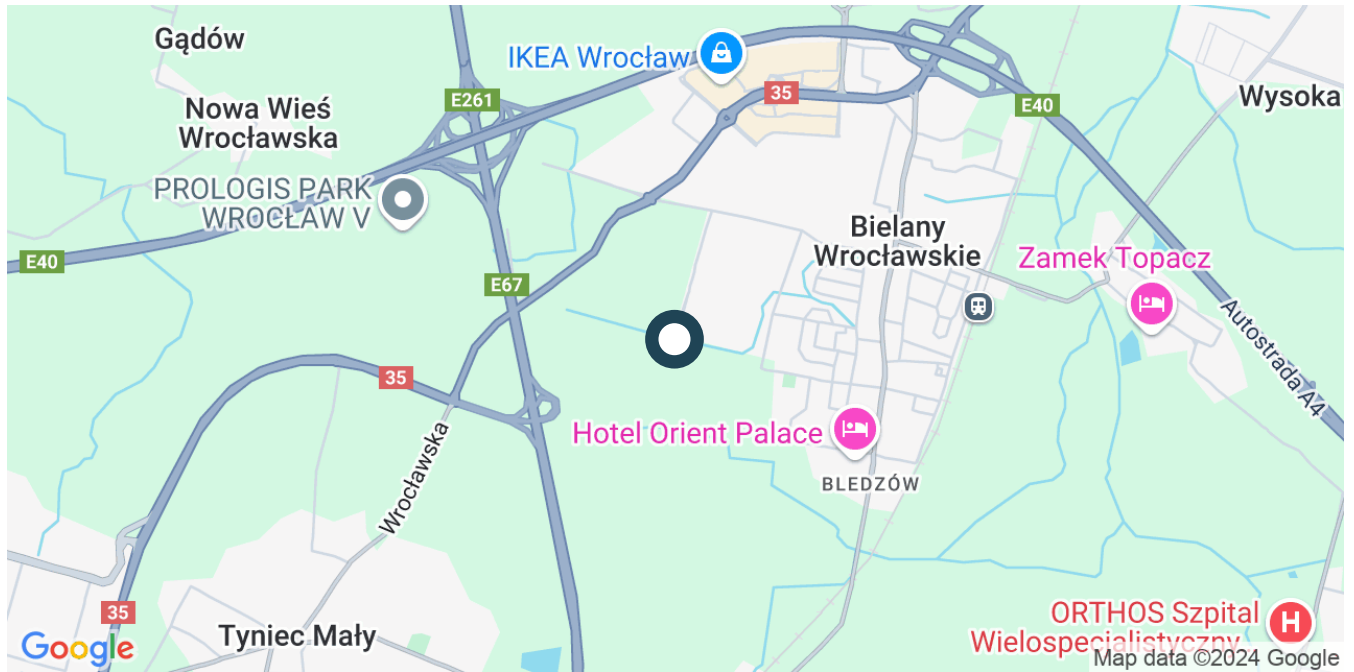 Gądów
IKEA Wrocław
35
E261
Nowa Wieś
Wrocławska
E40
Wysoka
PROLOGIS PARK
WROCŁAW V
Bielany
Wrocławskie
E40
Zamek Topacz
E67
Autostrada A4
35
Hotel Orient Palace
Wrocławska
BLEDZÓW
35
Tyniec Mały
ORTHOS Szpital
Wielospecjalistyczny...
H
Google
Map data ©2024 Google